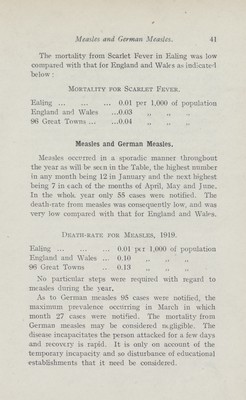 Measles and German Measles. 41
The mortality from Scarlet Fever in Ealing was low
compared with that for England and Wales as indicated
below :
Mortality for Scarlet Fever.
Ealing ... ... ... 0.01 per 1,000 of population
England and Wales ...0.03 ,, ,, ,,
96 Great Towns ... ...0.04 ,, ,, ,,
Measles and German Measles.
Measles occurred in a sporadic manner throughout
the year as will be seen in the Table, the highest number
in any month being 12 in January and the next highest
being 7 in each of the months of April, May and June.
In the whole year only 55 cases were notified. The
death-rate from measles was consequently low, and was
very low compared with that for England and Wales.
Death-rate for Measles, 1919.
Ealing ... ... ... 0.01 per 1,000 of population
England and Wales ... 0.10 ,, ,, ,,
96 Great Towns .. 0.13 ,, ,, ,,
No particular steps were required with regard to
measles during the year.
As to German measles 95 cases were notified, the
maximum prevalence occurring in March in which
month 27 cases were notified. The mortality from
German measles may be considered negligible. The
disease incapacitates the person attacked for a few days
and recovery is rapid. It is only on account of the
temporary incapacity and so disturbance of educational
establishments that it need be considered.